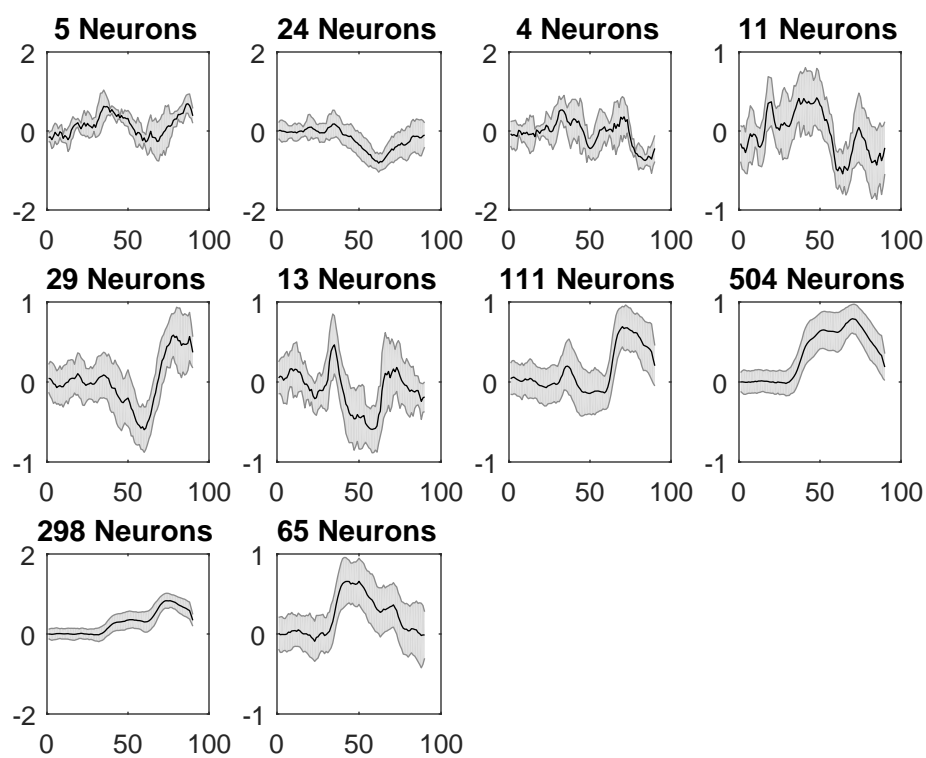 5 Neurons 24 Neurons 4 Neurons 11 Neurons
2 2 2 1
0 0 0 0
-2 -2 -2 -1
0 50 100 0 50 100 0 50 100 0 50 100
29 Neurons 13 Neurons 111 Neurons 504 Neurons
1 1 1 1
0 0 0 0
-1 -1 -1 -1
0 50 100 0 50 100 0 50 100 0 50 100
298 Neurons 65 Neurons
2 1
0 0
-2 -1
0 50 100 0 50 100